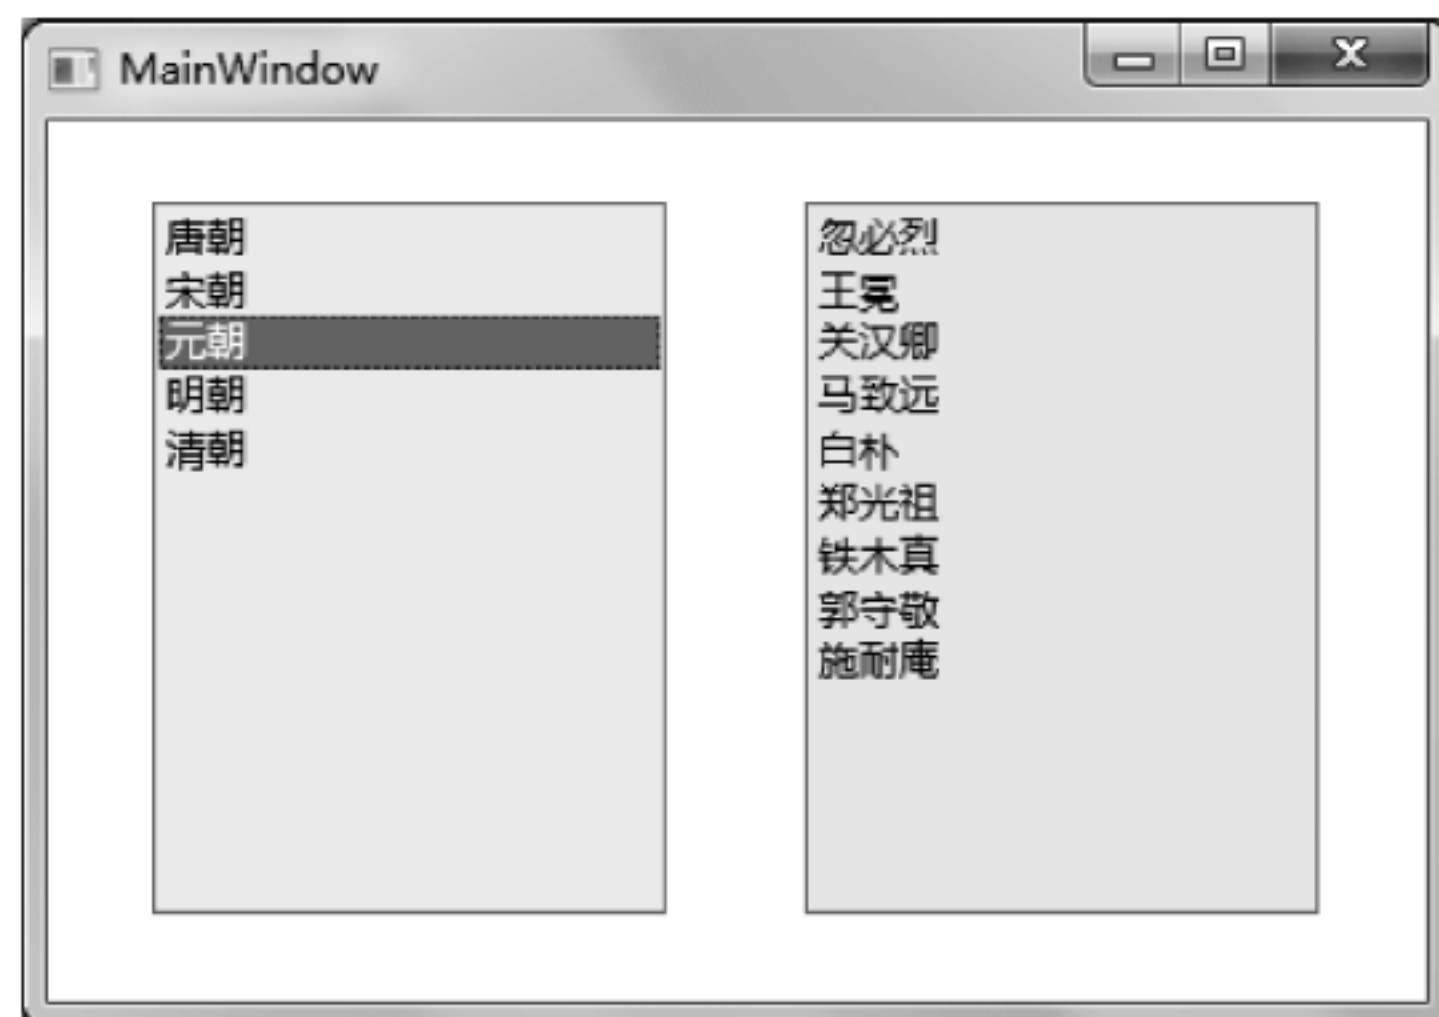 MainWindow
唐朝
宋朝
元朝
明朝
清朝
忽必烈
王冕
关汉卿
马致远
白朴
郑光祖
铁木真
郭守敬
施耐庵